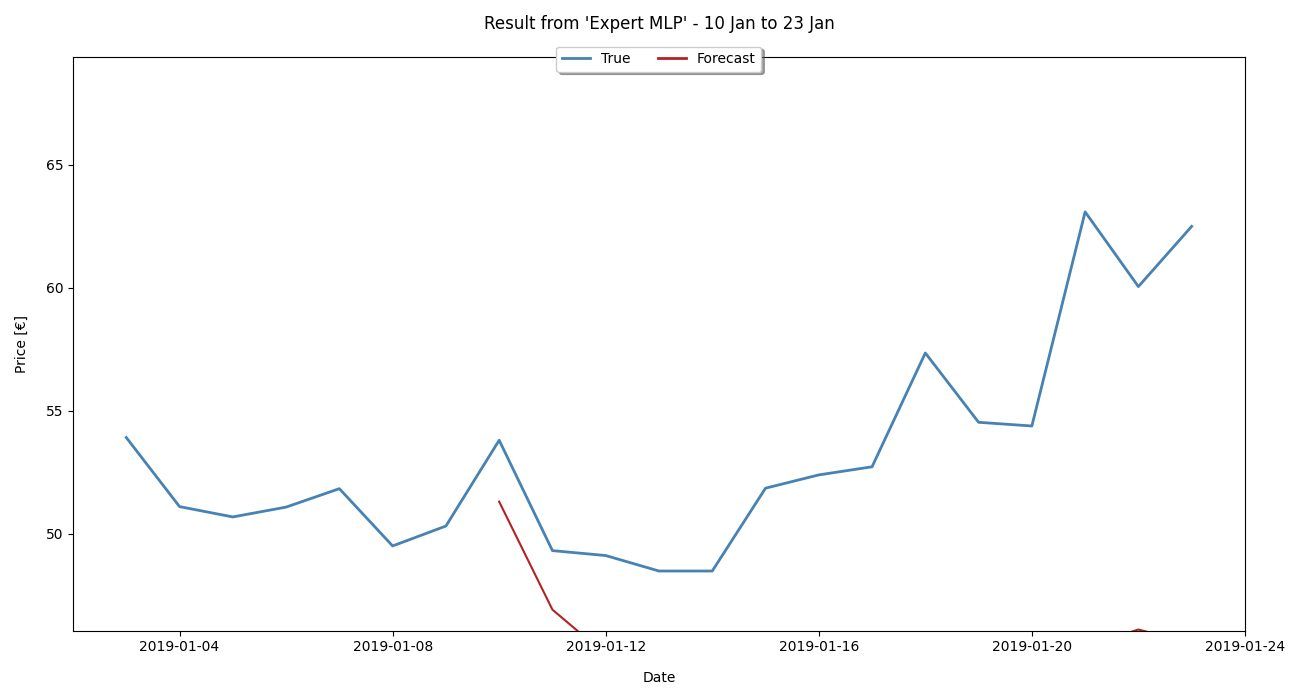 Result from 'Expert MLP' - 10 Jan to 23 Jan
True Forecast
65
60
55
50
Price [€]
2019-01-04 2019-01-08 2019-01-12 2019-01-16 2019-01-20 2019-01-24
Date